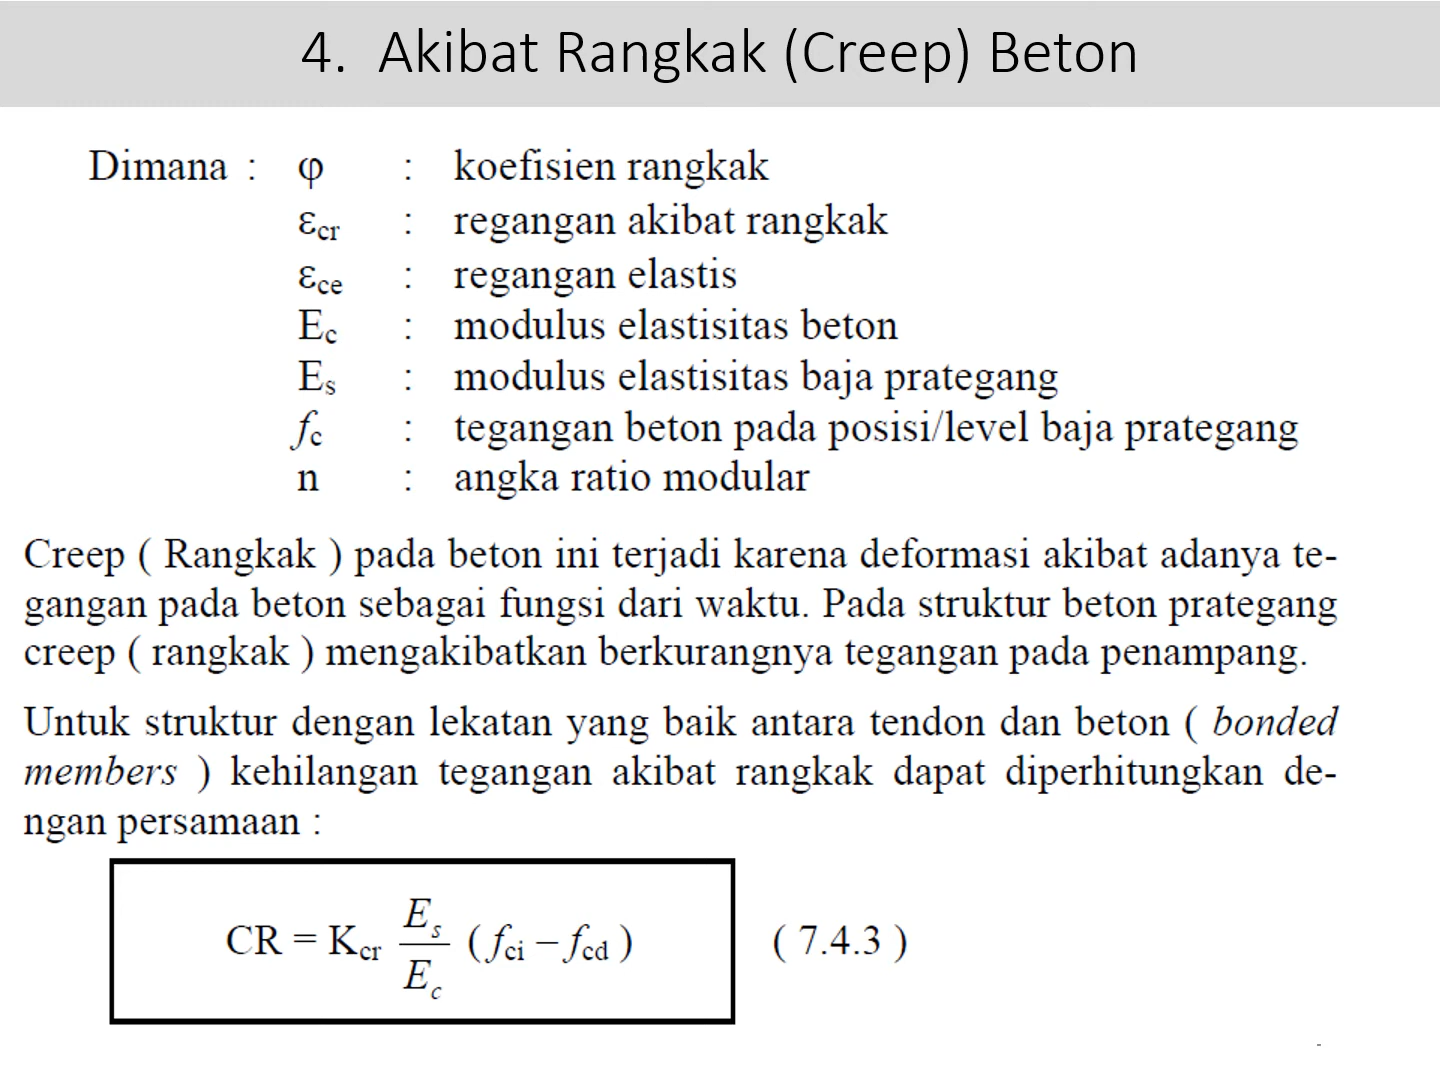 4. Akibat Rangkak (Creep) Beton
Dimana : φ : koefisien rangkak
εcr : regangan akibat rangkak
εce : regangan elastis
Ec : modulus elastisitas beton
Es : modulus elastisitas baja prategang
fc : tegangan beton pada posisi/level baja prategang
n : angka ratio modular
Creep ( Rangkak ) pada beton ini terjadi karena deformasi akibat adanya te-
gangan pada beton sebagai fungsi dari waktu. Pada struktur beton prategang
creep ( rangkak ) mengakibatkan berkurangnya tegangan pada penampang.
Untuk struktur dengan lekatan yang baik antara tendon dan beton ( bonded
members ) kehilangan tegangan akibat rangkak dapat diperhitungkan de-
ngan persamaan :
CR = Kcr Es/Ec ( fci – fcd ) ( 7.4.3 )